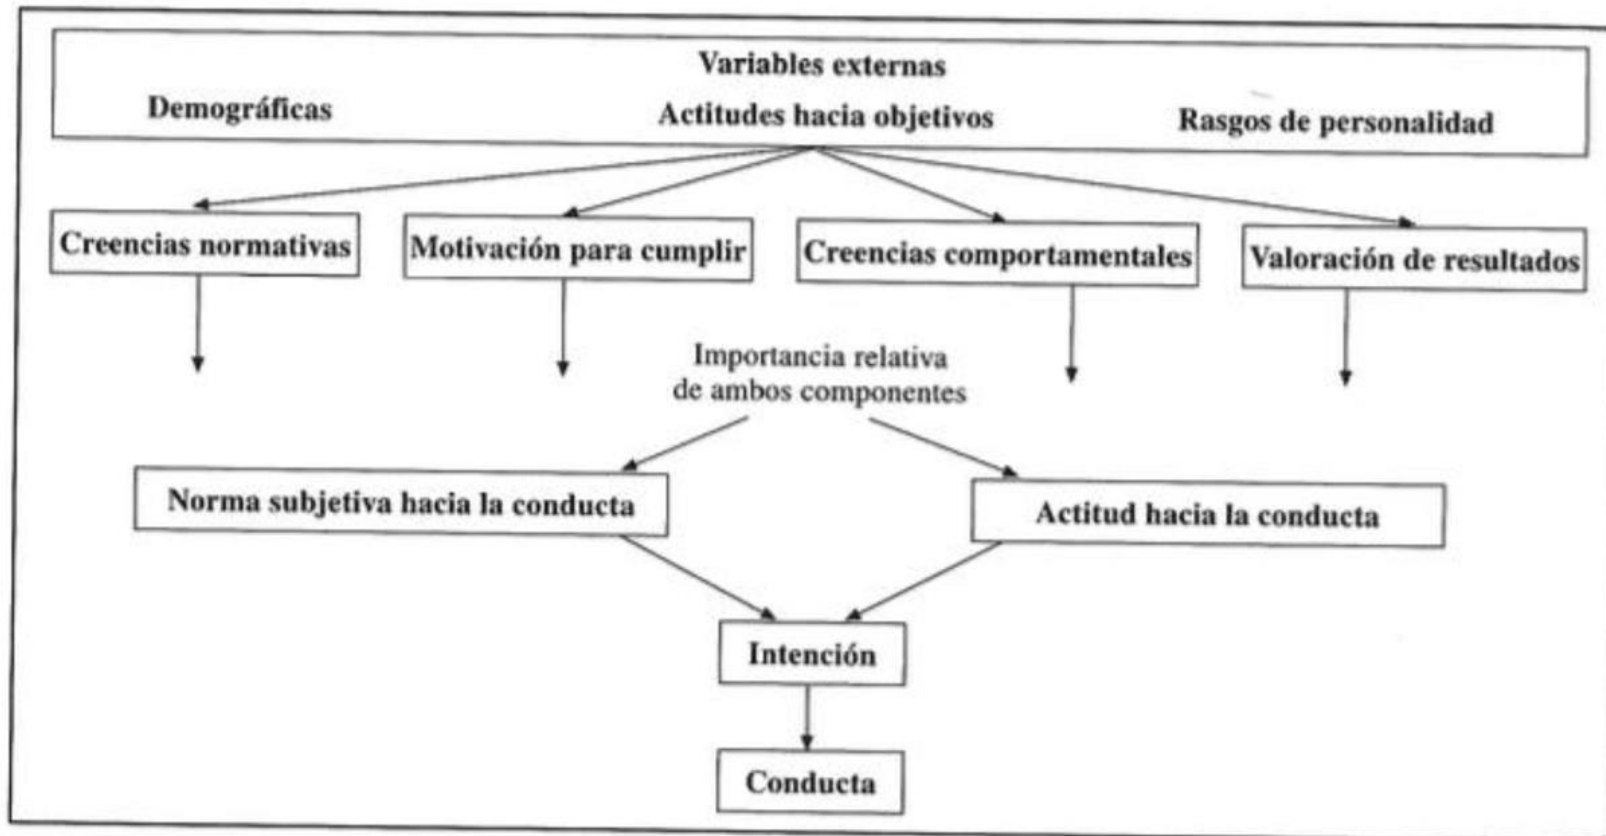 Variables externas
Demográficas
Actitudes hacia objetivos
Rasgos de personalidad
Creencias normativas
Motivación para cumplir
Creencias comportamentales
Valoración de resultados
Importancia relativa
de ambos componentes
Norma subjetiva hacia la conducta
Actitud hacia la conducta
Intención
Conducta